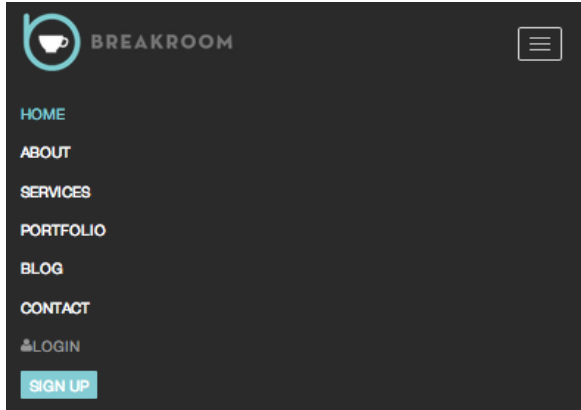 BREAKROOM
HOME
ABOUT
SERVICES
PORTFOLIO
BLOG
CONTACT
LOGIN
SIGN UP